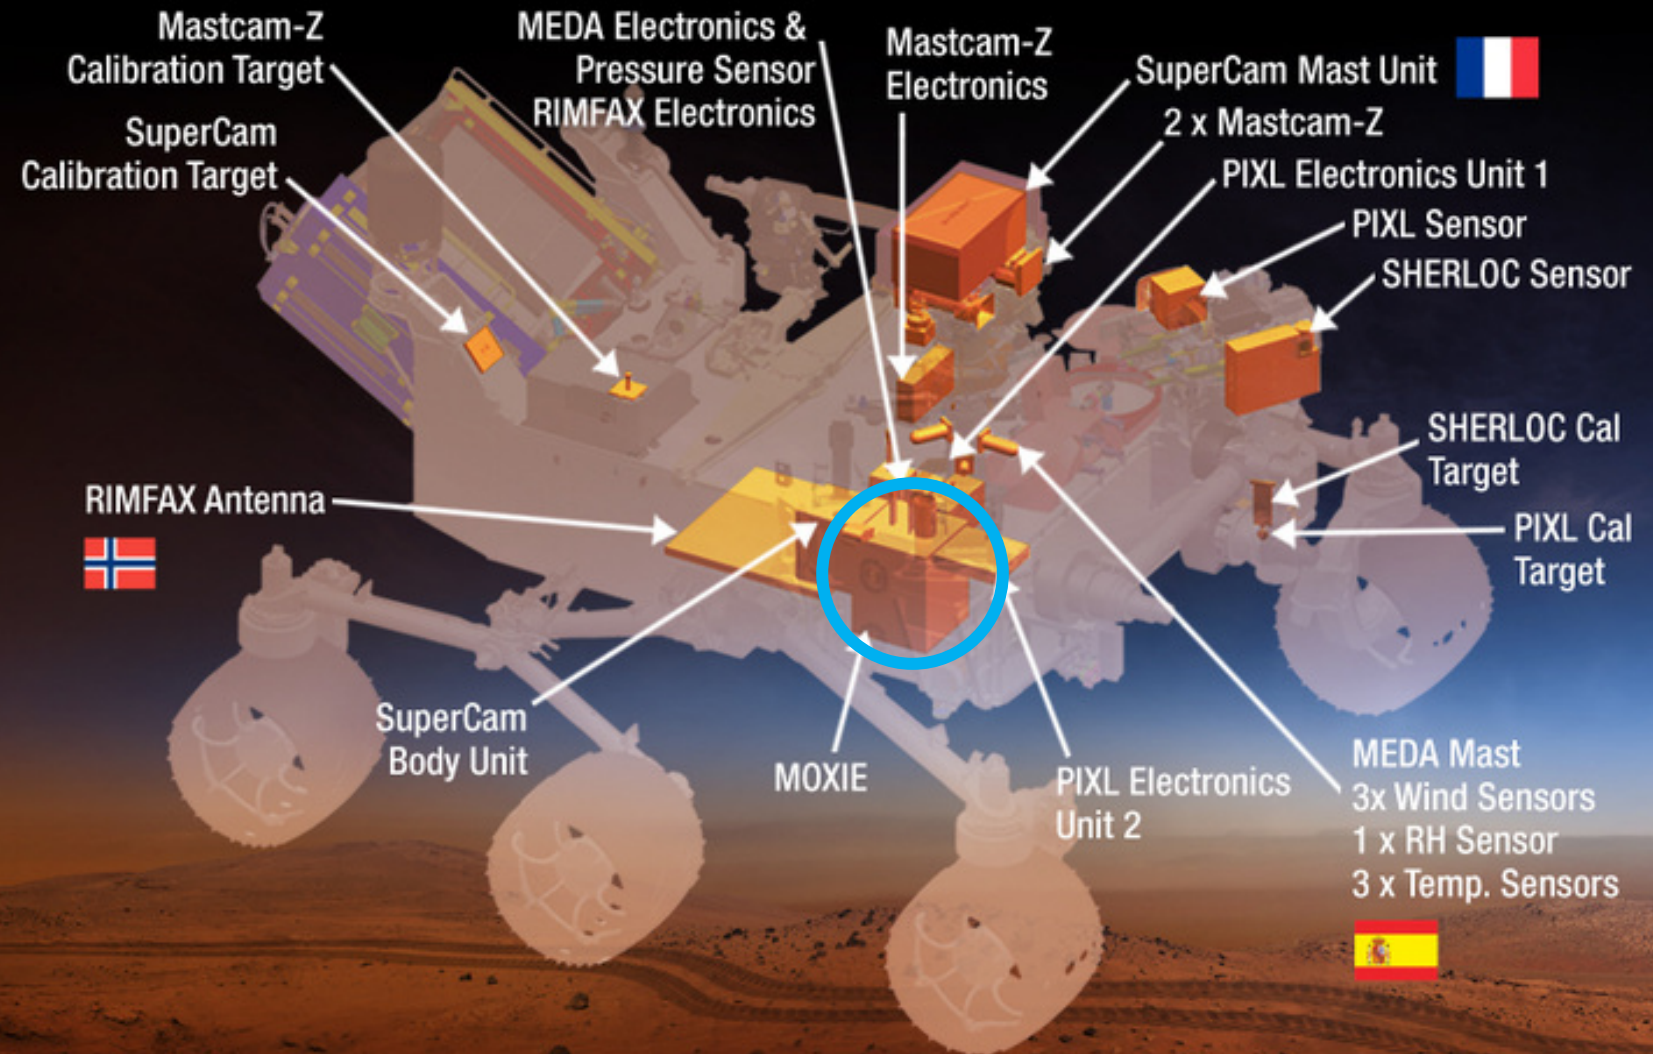 Mastcam-Z
Calibration Target
SuperCam
Calibration Target
MEDA Electronics &
Pressure Sensor
RIMFAX Electronics
Mastcam-Z
Electronics
SuperCam Mast Unit
2 x Mastcam-Z
PIXL Electronics Unit 1
PIXL Sensor
SHERLOC Sensor
SHERLOC Cal
Target
PIXL Cal
Target
RIMFAX Antenna
SuperCam
Body Unit
MOXIE
PIXL Electronics
Unit 2
MEDA Mast
3x Wind Sensors
1 x RH Sensor
3 x Temp. Sensors